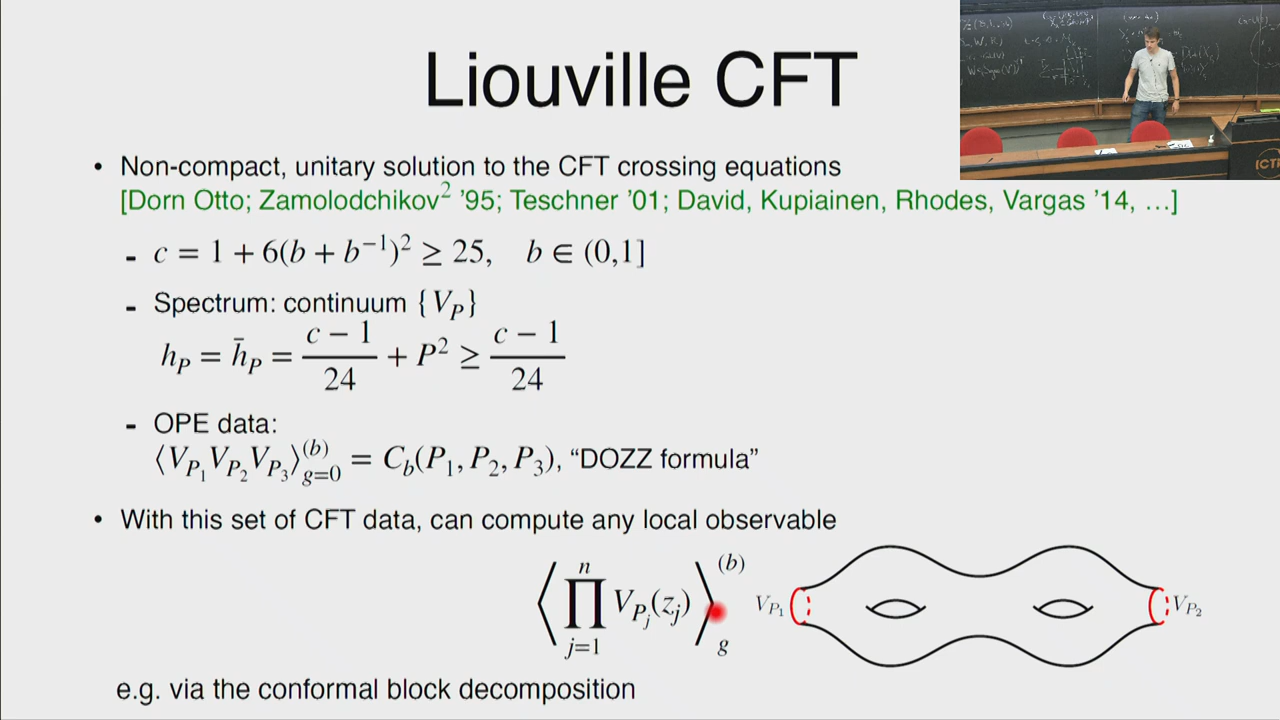 Liouville CFT
• Non-compact, unitary solution to the CFT crossing equations
[Dorn Otto; Zamolodchikov² '95; Teschner '01; David, Kupiainen, Rhodes, Vargas '14, …]
- c = 1 + 6(b + b⁻¹)² ≥ 25, b ∈ (0,1]
- Spectrum: continuum {V_P}
h_P = h̄_P = (c − 1)/24 + P² ≥ (c − 1)/24
- OPE data:
⟨V_{P_1} V_{P_2} V_{P_3}⟩^{(b)}_{g=0} = C_b(P_1, P_2, P_3), “DOZZ formula”
• With this set of CFT data, can compute any local observable
⟨∏_{j=1}^{n} V_{P_j}(z_j)⟩^{(b)}_g V_{P_1} V_{P_2}
e.g. via the conformal block decomposition